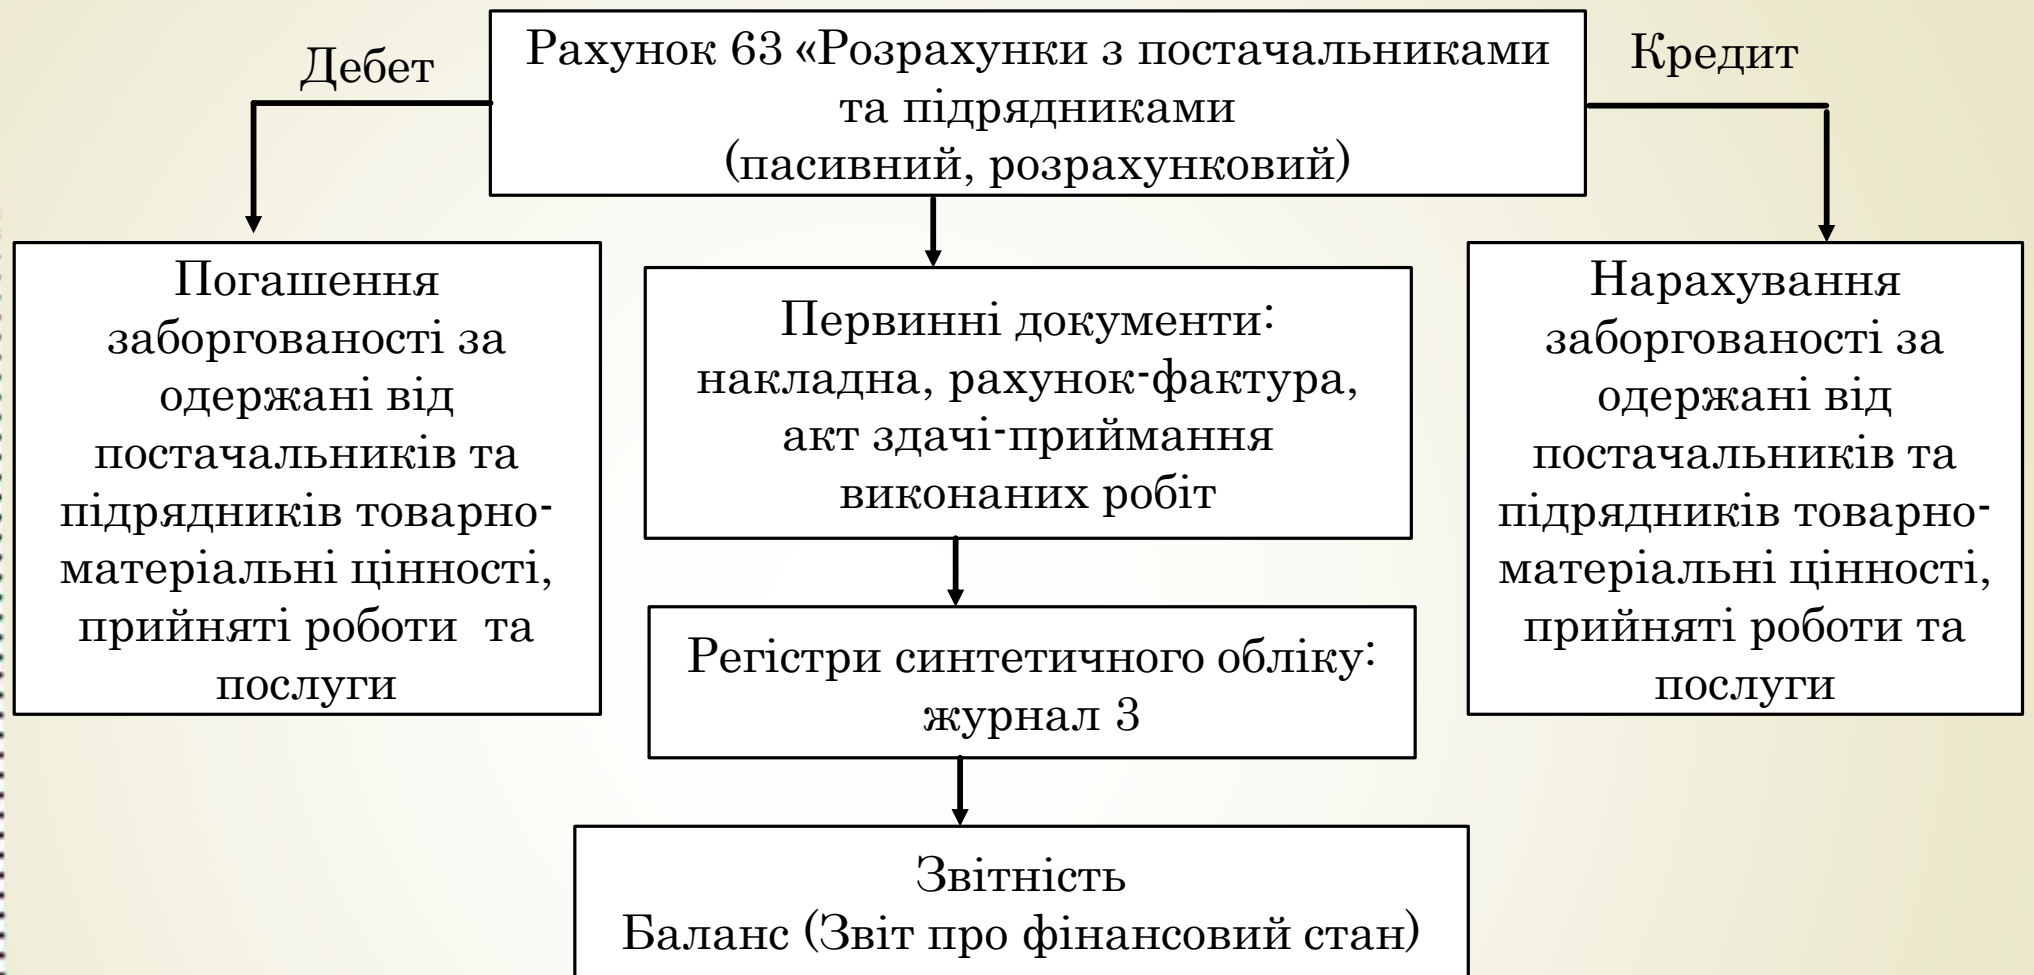 Дебет
Рахунок 63 «Розрахунки з постачальниками
та підрядниками
(пасивний, розрахунковий)
Кредит
Погашення
заборгованості за
одержані від
постачальників та
підрядників товарно-
матеріальні цінності,
прийняті роботи  та
послуги
Первинні документи:
накладна, рахунок-фактура,
акт здачі-приймання
виконаних робіт
Регістри синтетичного обліку:
журнал 3
Звітність
Баланс (Звіт про фінансовий стан)
Нарахування
заборгованості за
одержані від
постачальників та
підрядників товарно-
матеріальні цінності,
прийняті роботи та
послуги